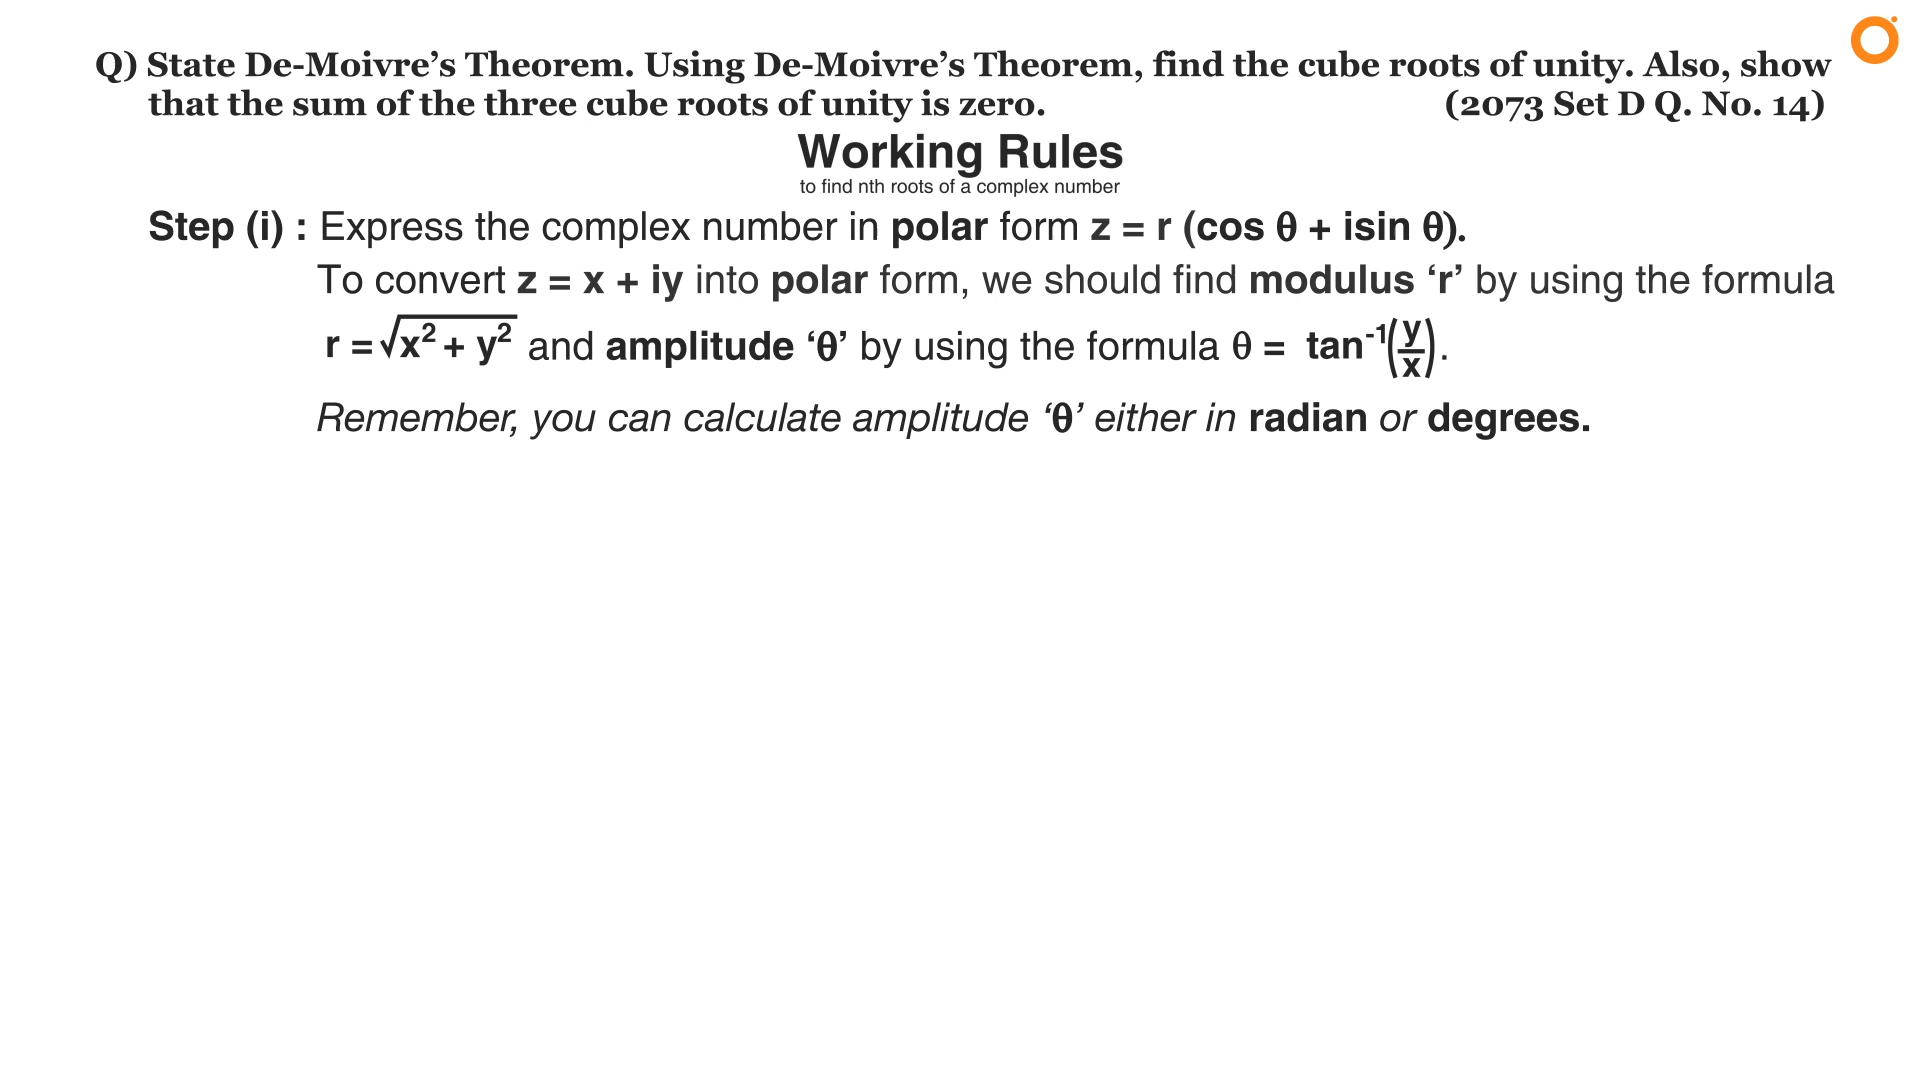 Q) State De-Moivre’s Theorem. Using De-Moivre’s Theorem, find the cube roots of unity. Also, show
that the sum of the three cube roots of unity is zero. (2073 Set D Q. No. 14)
Working Rules
to find nth roots of a complex number
Step (i) : Express the complex number in polar form z = r (cos θ + isin θ).
To convert z = x + iy into polar form, we should find modulus ‘r’ by using the formula
r = √x² + y² and amplitude ‘θ’ by using the formula θ = tan⁻¹(y/x).
Remember, you can calculate amplitude ‘θ’ either in radian or degrees.